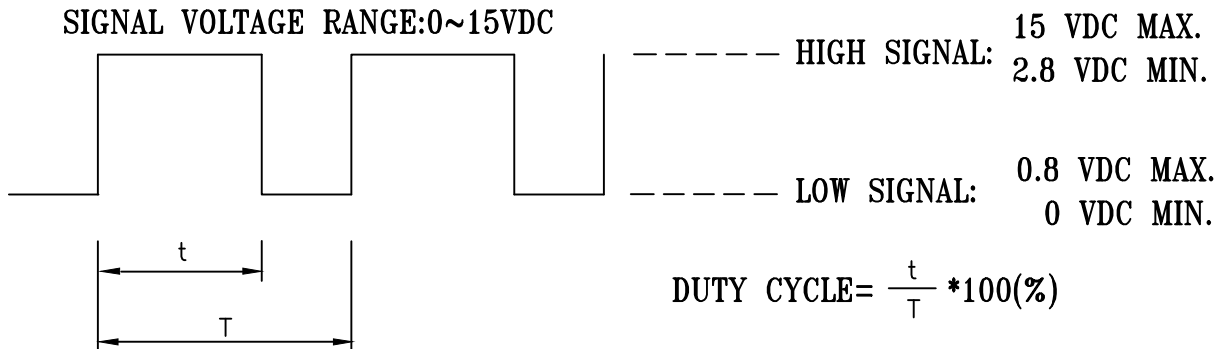 SIGNAL VOLTAGE RANGE:0~15VDC
HIGH SIGNAL: 15 VDC MAX.
2.8 VDC MIN.
LOW SIGNAL: 0.8 VDC MAX.
0 VDC MIN.
t
T
DUTY CYCLE= t/T *100(%)